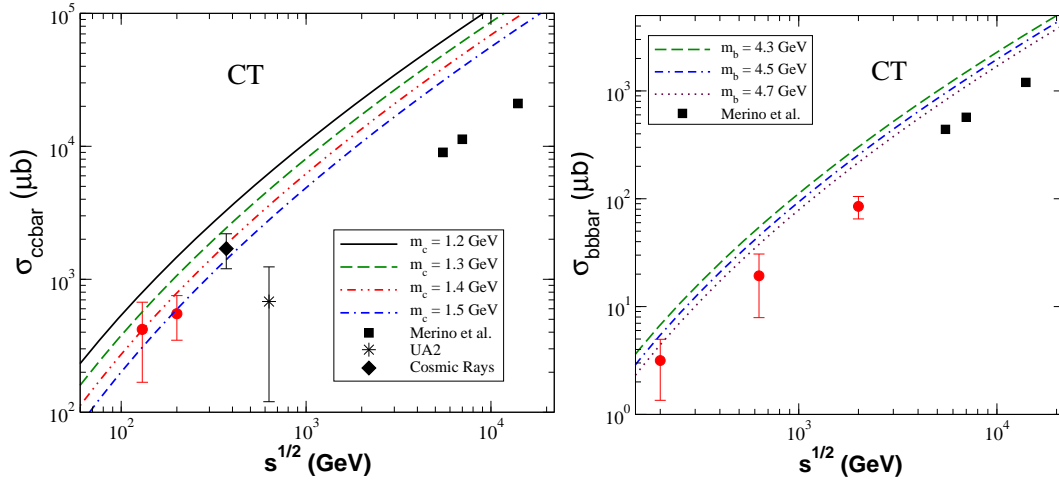 10^5
10^4
10^3
10^2
σ_ccbar (μb)
CT
m_c = 1.2 GeV
m_c = 1.3 GeV
m_c = 1.4 GeV
m_c = 1.5 GeV
Merino et al.
UA2
Cosmic Rays
10^2 10^3 10^4
s^1/2 (GeV)
10^3
10^2
10^1
10^0
σ_bbbar (μb)
m_b = 4.3 GeV
m_b = 4.5 GeV
m_b = 4.7 GeV
Merino et al.
CT
10^3 10^4
s^1/2 (GeV)